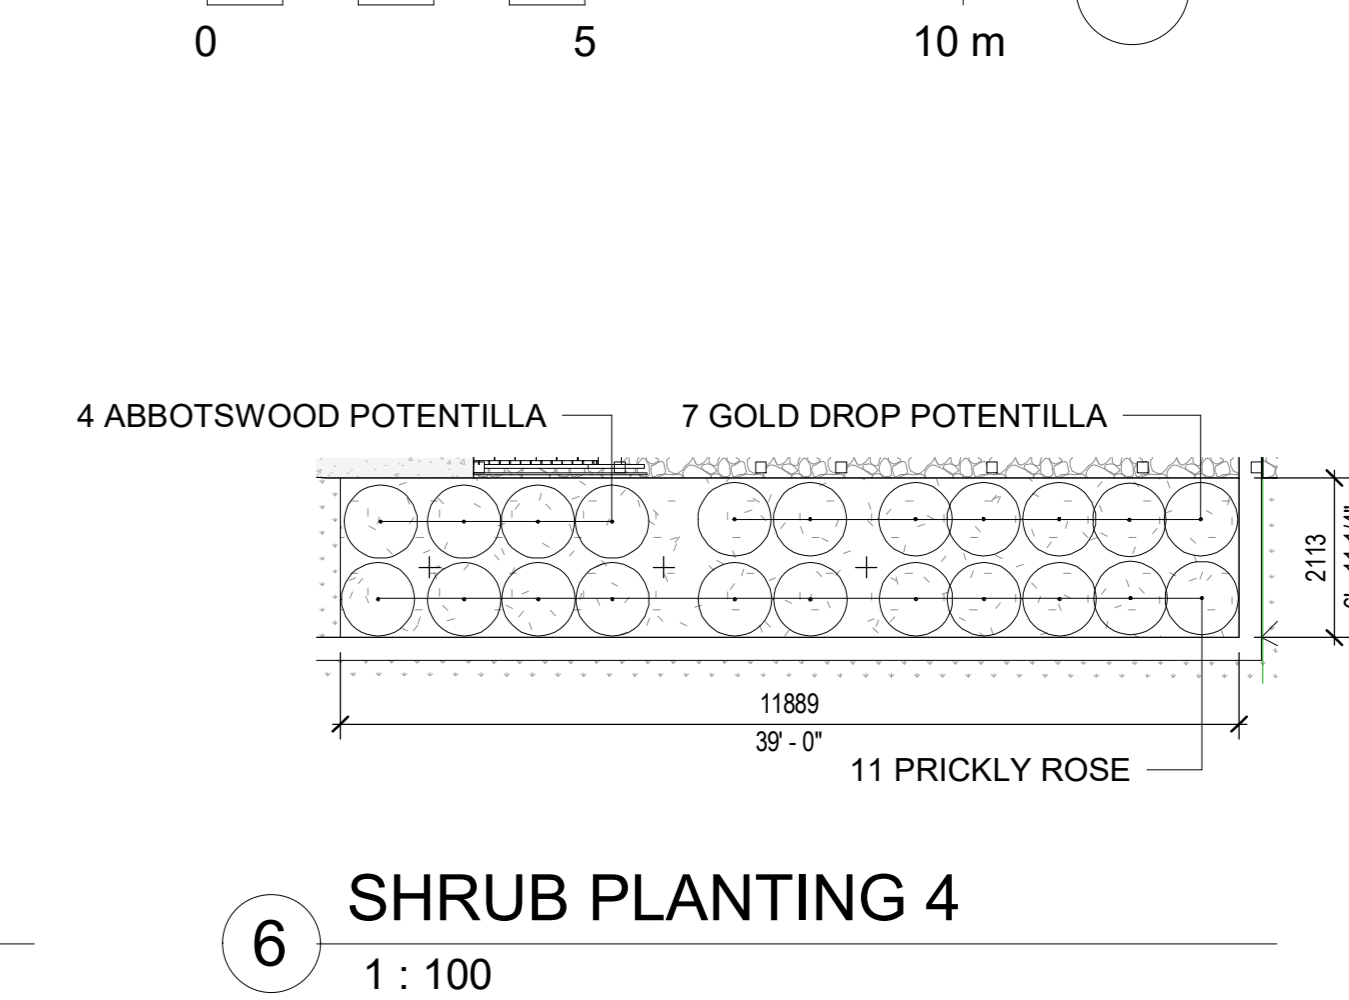 0 5 10 m
4 ABBOTSWOOD POTENTILLA 7 GOLD DROP POTENTILLA
2113
11889
39' - 0"
11 PRICKLY ROSE
6 SHRUB PLANTING 4
1 : 100